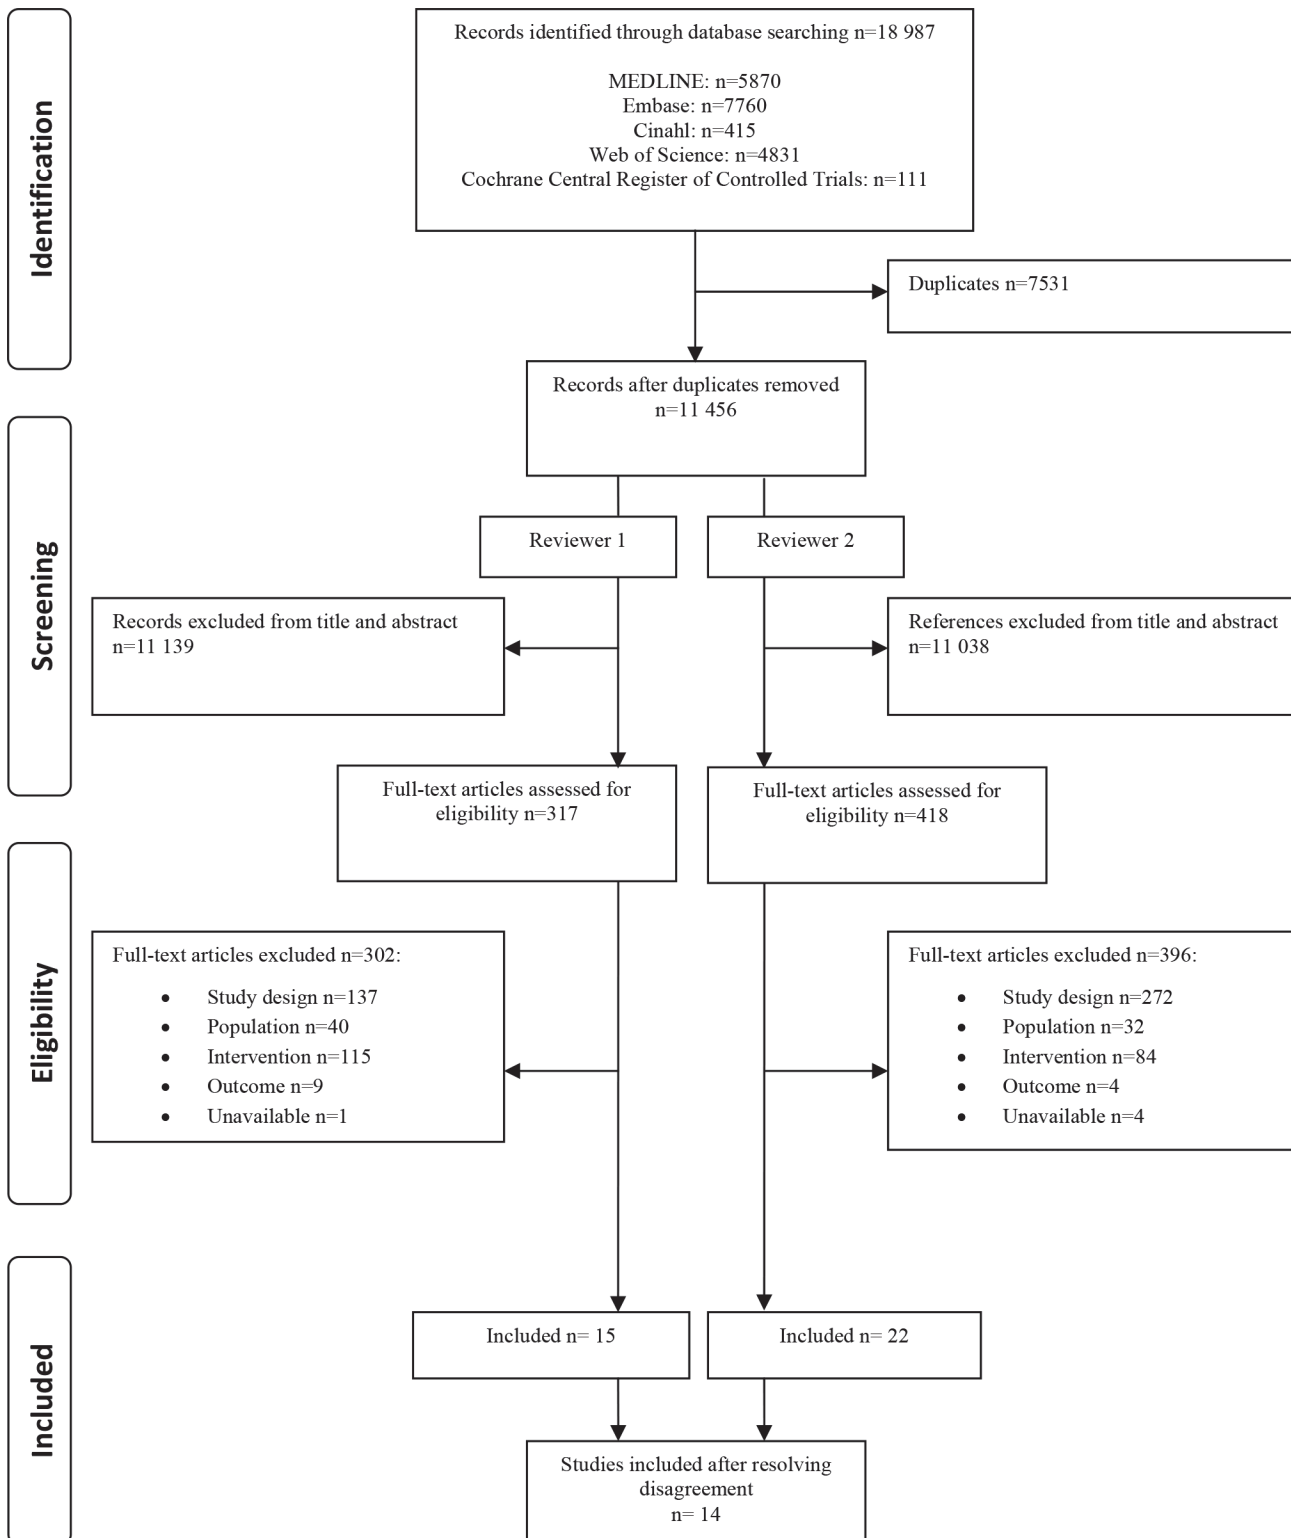 Identification
Records identified through database searching n=18 987
MEDLINE: n=5870
Embase: n=7760
Cinahl: n=415
Web of Science: n=4831
Cochrane Central Register of Controlled Trials: n=111
Duplicates n=7531
Records after duplicates removed
n=11 456
Screening
Reviewer 1
Reviewer 2
Records excluded from title and abstract
n=11 139
References excluded from title and abstract
n=11 038
Full-text articles assessed for
eligibility n=317
Full-text articles assessed for
eligibility n=418
Eligibility
Full-text articles excluded n=302:
• Study design n=137
• Population n=40
• Intervention n=115
• Outcome n=9
• Unavailable n=1
Full-text articles excluded n=396:
• Study design n=272
• Population n=32
• Intervention n=84
• Outcome n=4
• Unavailable n=4
Included
Included n= 15
Included n= 22
Studies included after resolving
disagreement
n= 14